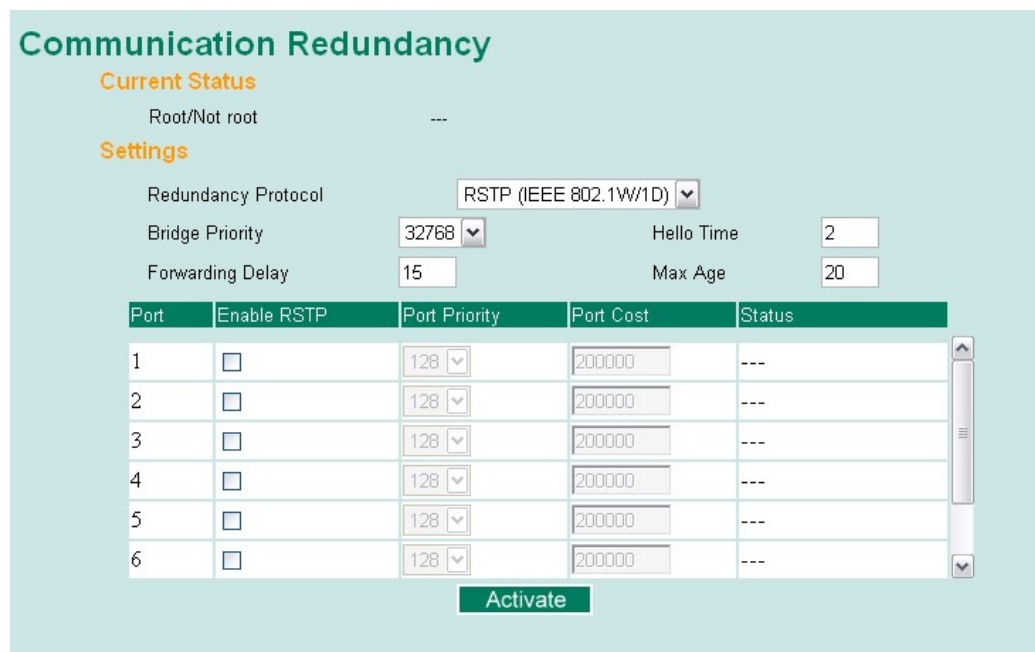 Communication Redundancy
Current Status
Root/Not root ---
Settings
Redundancy Protocol RSTP (IEEE 802.1W/1D)
Bridge Priority 32768 Hello Time 2
Forwarding Delay 15 Max Age 20
Port Enable RSTP Port Priority Port Cost Status
1 128 200000 ---
2 128 200000 ---
3 128 200000 ---
4 128 200000 ---
5 128 200000 ---
6 128 200000 ---
Activate